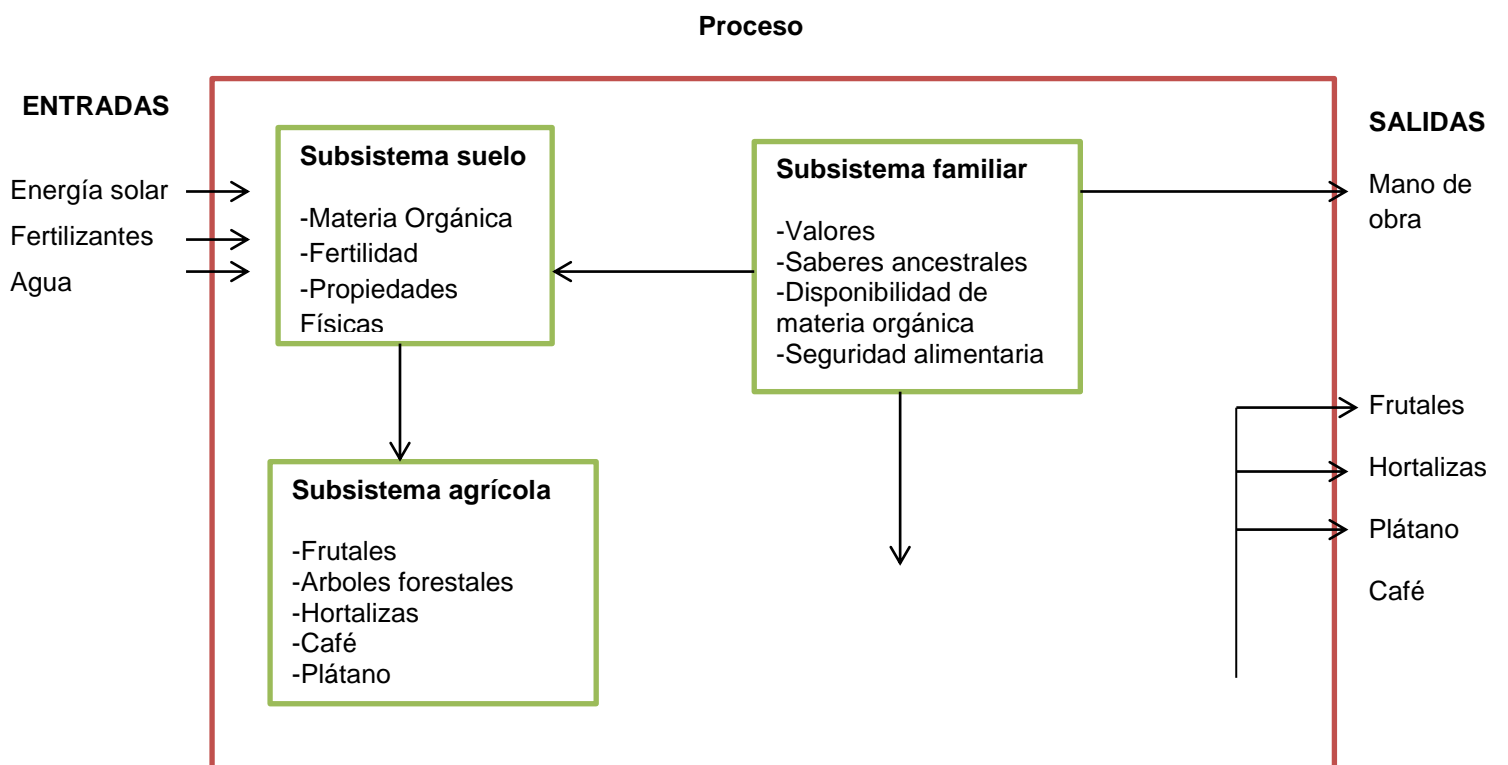 Proceso
ENTRADAS
Energía solar
Fertilizantes
Agua
Subsistema suelo
-Materia Orgánica
-Fertilidad
-Propiedades
Físicas
Subsistema familiar
-Valores
-Saberes ancestrales
-Disponibilidad de
materia orgánica
-Seguridad alimentaria
Subsistema agrícola
-Frutales
-Arboles forestales
-Hortalizas
-Café
-Plátano
SALIDAS
Mano de
obra
Frutales
Hortalizas
Plátano
Café